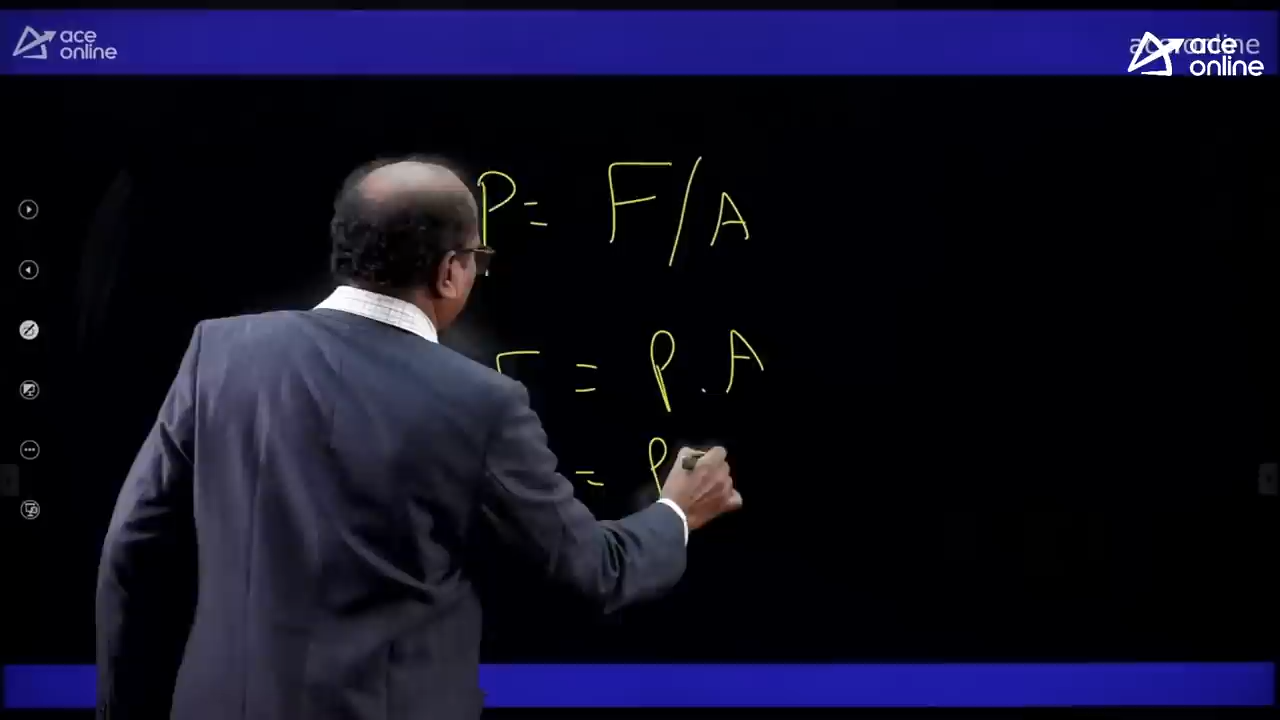 ace online
ace online
P = F/A
F = P . A
= P